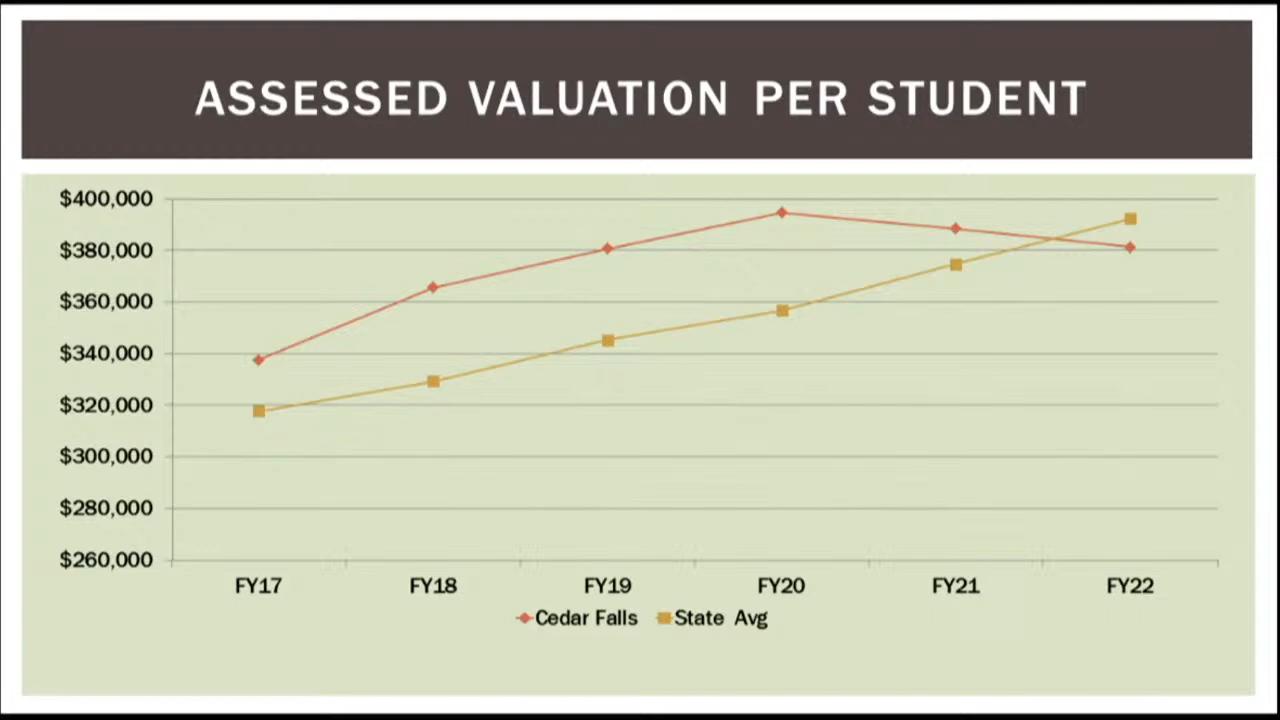 ASSESSED VALUATION PER STUDENT
$400,000
$380,000
$360,000
$340,000
$320,000
$300,000
$280,000
$260,000
FY17 FY18 FY19 FY20 FY21 FY22
Cedar Falls State Avg